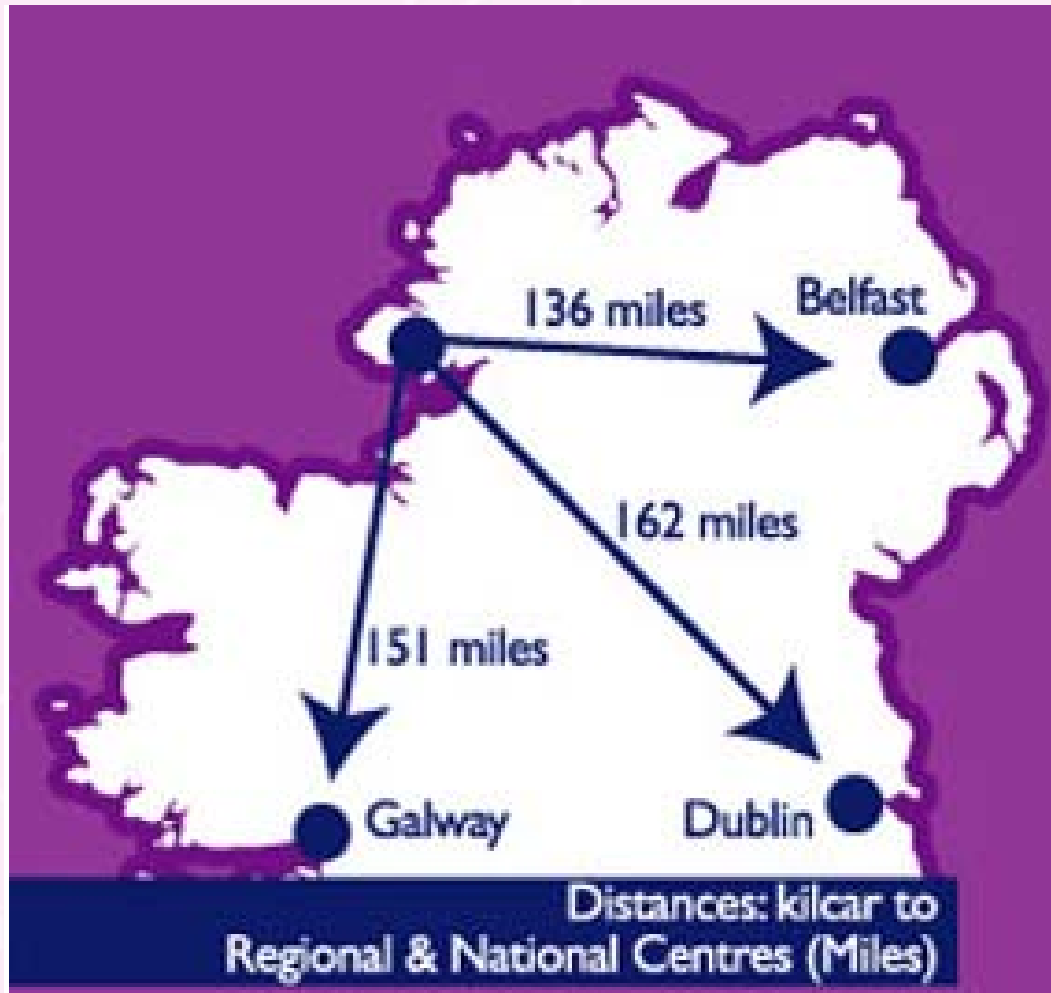 136 miles
Belfast
162 miles
151 miles
Galway
Dublin
Distances: kilcar to
Regional & National Centres (Miles)